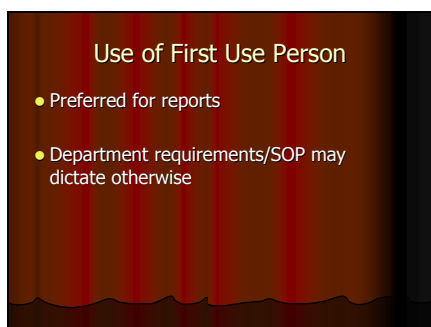 Use of First Use Person
Preferred for reports
Department requirements/SOP may
dictate otherwise